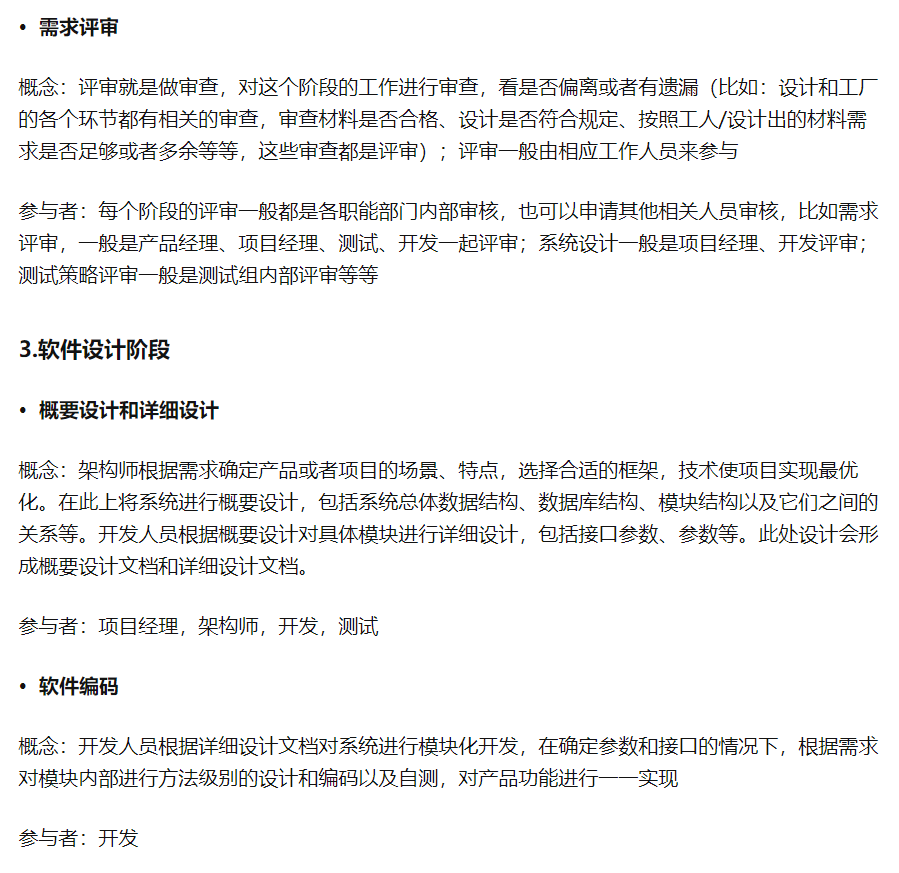 • 需求评审
概念：评审就是做审查，对这个阶段的工作进行审查，看是否偏离或者有遗漏（比如：设计和工厂
的各个环节都有相关的审查，审查材料是否合格、设计是否符合规定、按照工人/设计出的材料需
求是否足够或者多余等等，这些审查都是评审）；评审一般由相应工作人员来参与
参与者：每个阶段的评审一般都是各职能部门内部审核，也可以申请其他相关人员审核，比如需求
评审，一般是产品经理、项目经理、测试、开发一起评审；系统设计一般是项目经理、开发评审；
测试策略评审一般是测试组内部评审等等
3.软件设计阶段
• 概要设计和详细设计
概念：架构师根据需求确定产品或者项目的场景、特点，选择合适的框架，技术使项目实现最优
化。在此上将系统进行概要设计，包括系统总体数据结构、数据库结构、模块结构以及它们之间的
关系等。开发人员根据概要设计对具体模块进行详细设计，包括接口参数、参数等。此处设计会形
成概要设计文档和详细设计文档。
参与者：项目经理，架构师，开发，测试
• 软件编码
概念：开发人员根据详细设计文档对系统进行模块化开发，在确定参数和接口的情况下，根据需求
对模块内部进行方法级别的设计和编码以及自测，对产品功能进行一一实现
参与者：开发